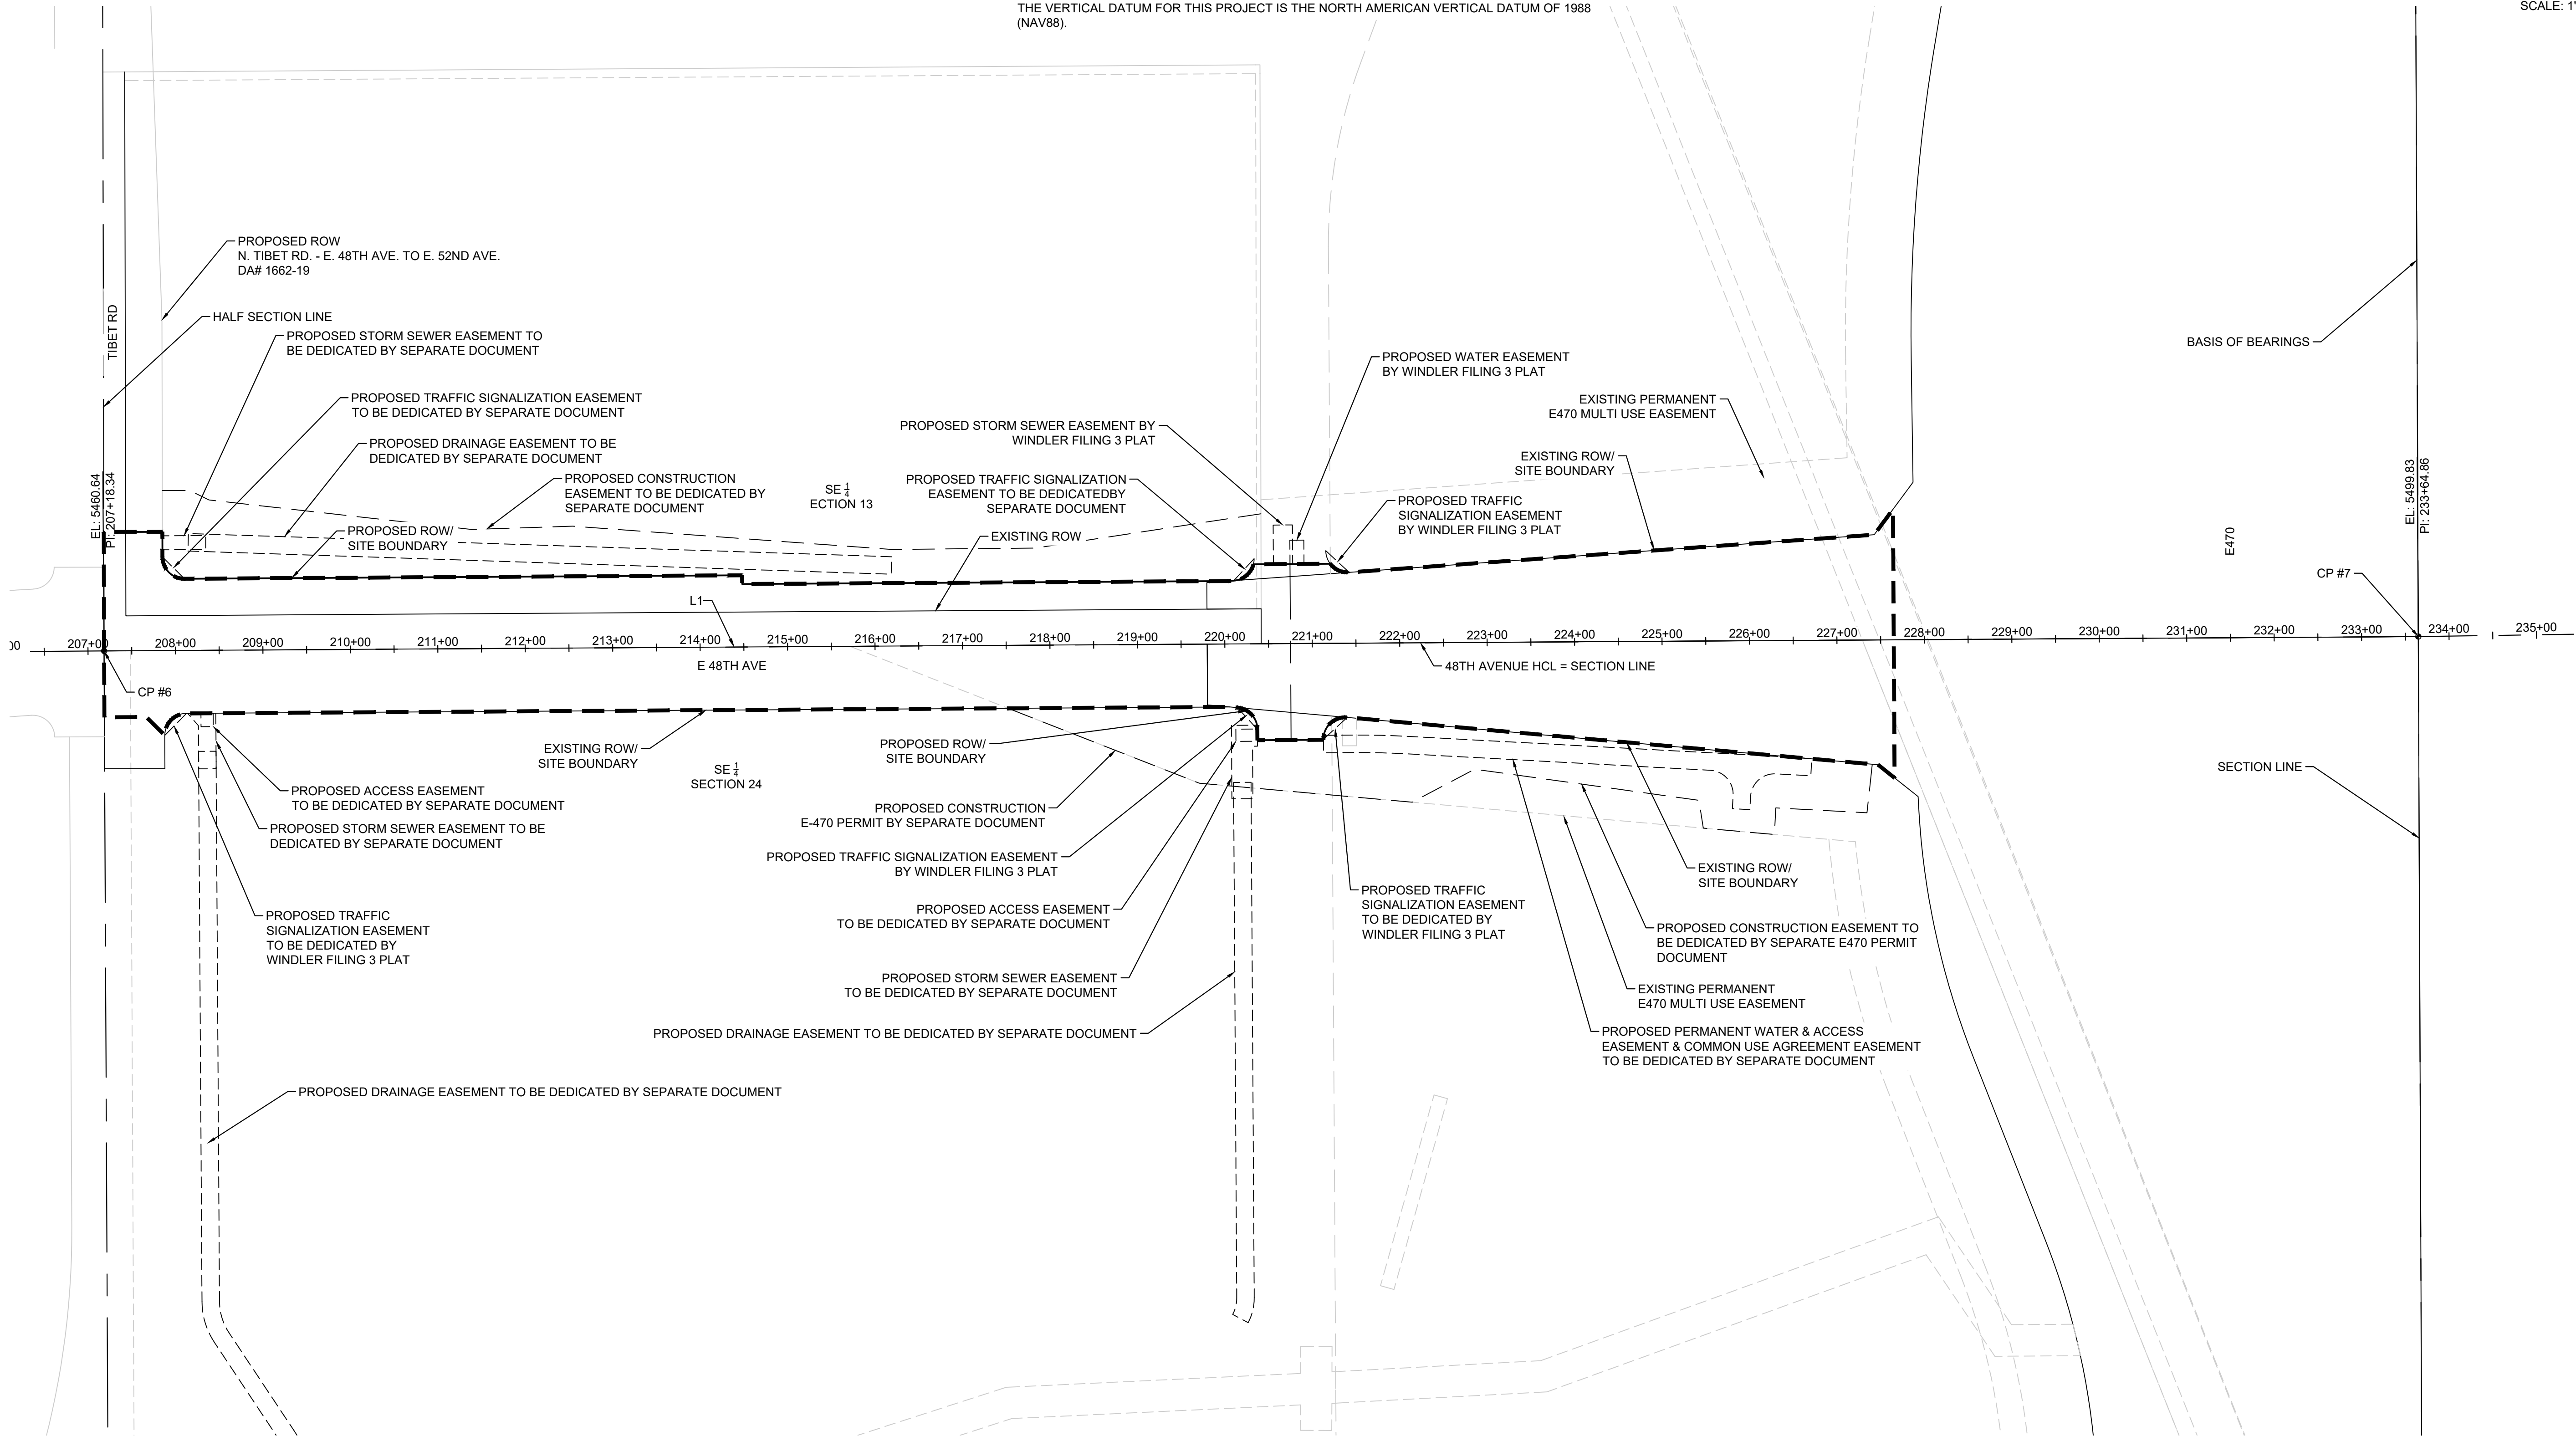 THE VERTICAL DATUM FOR THIS PROJECT IS THE NORTH AMERICAN VERTICAL DATUM OF 1988
(NAV88).
SCALE: 1"
PROPOSED ROW
N. TIBET RD. - E. 48TH AVE. TO E. 52ND AVE.
DA# 1662-19
HALF SECTION LINE
TIBET RD
PROPOSED STORM SEWER EASEMENT TO
BE DEDICATED BY SEPARATE DOCUMENT
BASIS OF BEARINGS
PROPOSED WATER EASEMENT
BY WINDLER FILING 3 PLAT
PROPOSED TRAFFIC SIGNALIZATION EASEMENT
TO BE DEDICATED BY SEPARATE DOCUMENT
EXISTING PERMANENT
E470 MULTI USE EASEMENT
PROPOSED STORM SEWER EASEMENT BY
WINDLER FILING 3 PLAT
PROPOSED DRAINAGE EASEMENT TO BE
DEDICATED BY SEPARATE DOCUMENT
EXISTING ROW/
SITE BOUNDARY
PROPOSED CONSTRUCTION
EASEMENT TO BE DEDICATED BY
SEPARATE DOCUMENT
SE 1/4
ECTION 13
PROPOSED TRAFFIC SIGNALIZATION
EASEMENT TO BE DEDICATEDBY
SEPARATE DOCUMENT
PROPOSED TRAFFIC
SIGNALIZATION EASEMENT
BY WINDLER FILING 3 PLAT
EL: 5460.64
PI: 207+18.34
EL: 5499.83
PI: 233+64.86
PROPOSED ROW/
SITE BOUNDARY
EXISTING ROW
E470
CP #7
L1
00
207+00
208+00
209+00
210+00
211+00
212+00
213+00
214+00
215+00
216+00
217+00
218+00
219+00
220+00
221+00
222+00
223+00
224+00
225+00
226+00
227+00
228+00
229+00
230+00
231+00
232+00
233+00
234+00
235+00
E 48TH AVE
48TH AVENUE HCL = SECTION LINE
CP #6
EXISTING ROW/
SITE BOUNDARY
PROPOSED ROW/
SITE BOUNDARY
SE 1/4
SECTION 24
SECTION LINE
PROPOSED ACCESS EASEMENT
TO BE DEDICATED BY SEPARATE DOCUMENT
PROPOSED CONSTRUCTION
E-470 PERMIT BY SEPARATE DOCUMENT
PROPOSED STORM SEWER EASEMENT TO BE
DEDICATED BY SEPARATE DOCUMENT
PROPOSED TRAFFIC SIGNALIZATION EASEMENT
BY WINDLER FILING 3 PLAT
EXISTING ROW/
SITE BOUNDARY
PROPOSED TRAFFIC
SIGNALIZATION EASEMENT
TO BE DEDICATED BY
WINDLER FILING 3 PLAT
PROPOSED ACCESS EASEMENT
TO BE DEDICATED BY SEPARATE DOCUMENT
PROPOSED TRAFFIC
SIGNALIZATION EASEMENT
TO BE DEDICATED BY
WINDLER FILING 3 PLAT
PROPOSED CONSTRUCTION EASEMENT TO
BE DEDICATED BY SEPARATE E470 PERMIT
DOCUMENT
PROPOSED STORM SEWER EASEMENT
TO BE DEDICATED BY SEPARATE DOCUMENT
EXISTING PERMANENT
E470 MULTI USE EASEMENT
PROPOSED DRAINAGE EASEMENT TO BE DEDICATED BY SEPARATE DOCUMENT
PROPOSED PERMANENT WATER & ACCESS
EASEMENT & COMMON USE AGREEMENT EASEMENT
TO BE DEDICATED BY SEPARATE DOCUMENT
PROPOSED DRAINAGE EASEMENT TO BE DEDICATED BY SEPARATE DOCUMENT